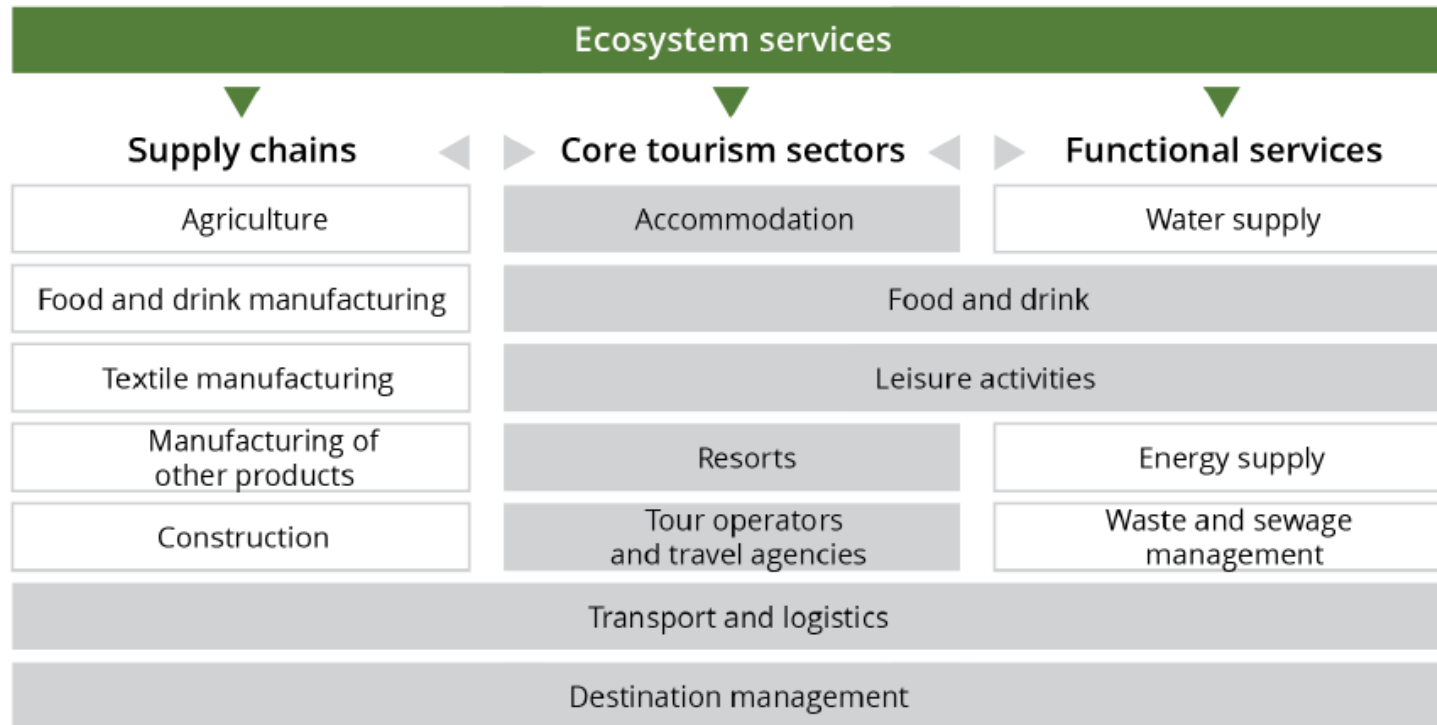 Ecosystem services
Supply chains
Core tourism sectors
Functional services
Agriculture
Accommodation
Water supply
Food and drink manufacturing
Food and drink
Textile manufacturing
Leisure activities
Manufacturing of
other products
Resorts
Energy supply
Construction
Tour operators
and travel agencies
Waste and sewage
management
Transport and logistics
Destination management